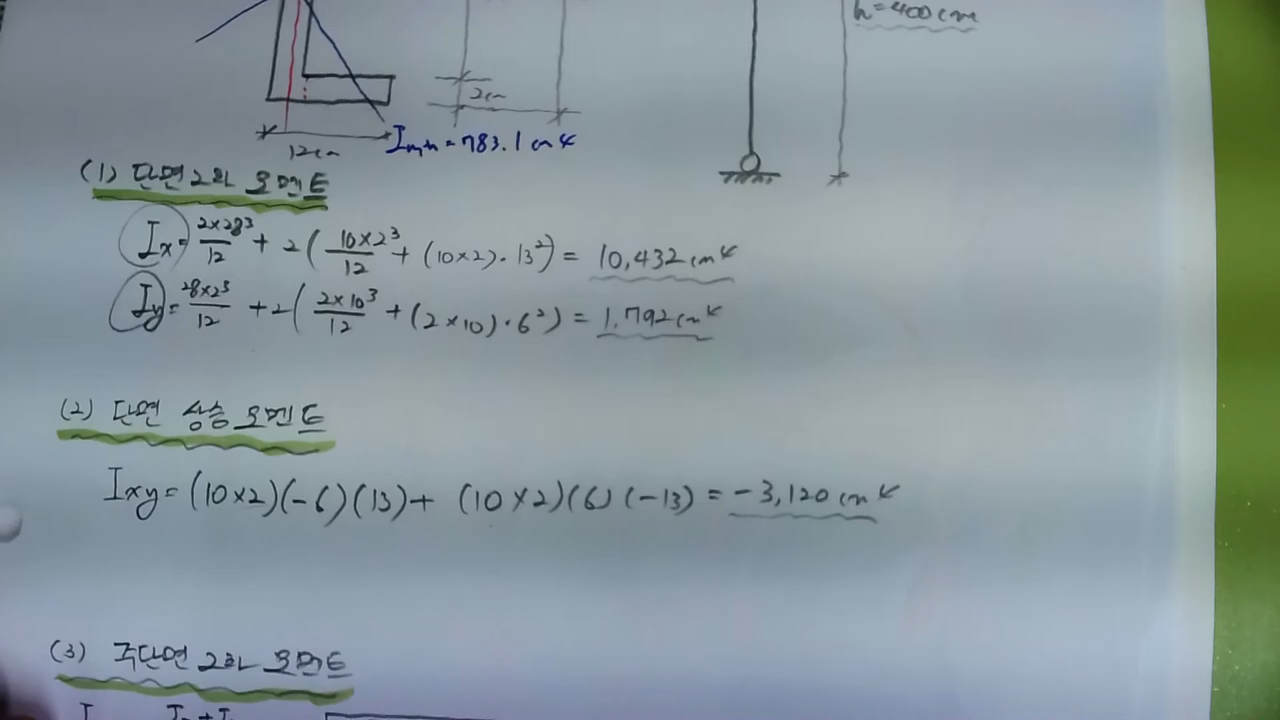 h=400cm
2cm
12cm
Imin=783.1cm⁴
(1) 단면2차 모멘트
Ix= 2×28³/12 + 2( 10×2³/12 + (10×2)·13²) = 10,432cm⁴
Iy= 28×2³/12 +2( 2×10³/12 + (2×10)·6²) = 1,792cm⁴
(2) 단면 상승 모멘트
Ixy= (10×2)(-6)(13)+ (10×2)(6)(-13) = -3,120cm⁴
(3) 주단면 2차 모멘트